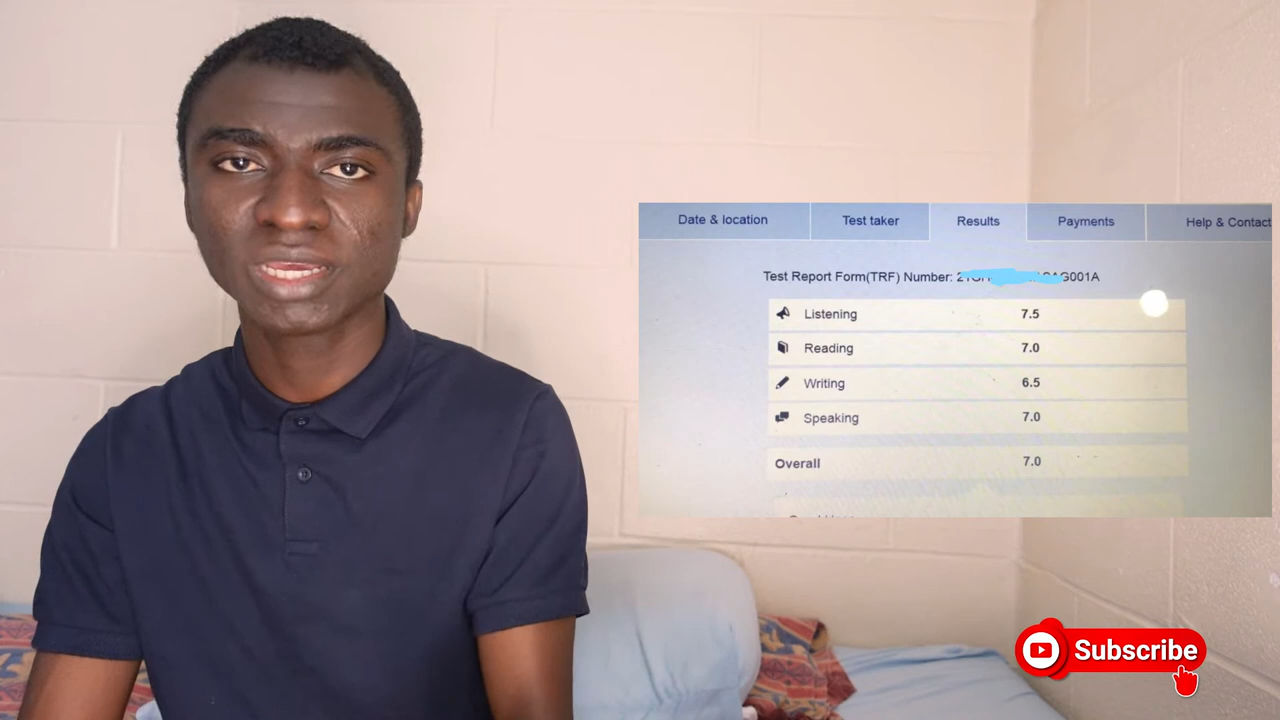 Date & location Test taker Results Payments Help & Contact
Test Report Form(TRF) Number:
Listening 7.5
Reading 7.0
Writing 6.5
Speaking 7.0
Overall 7.0
Subscribe